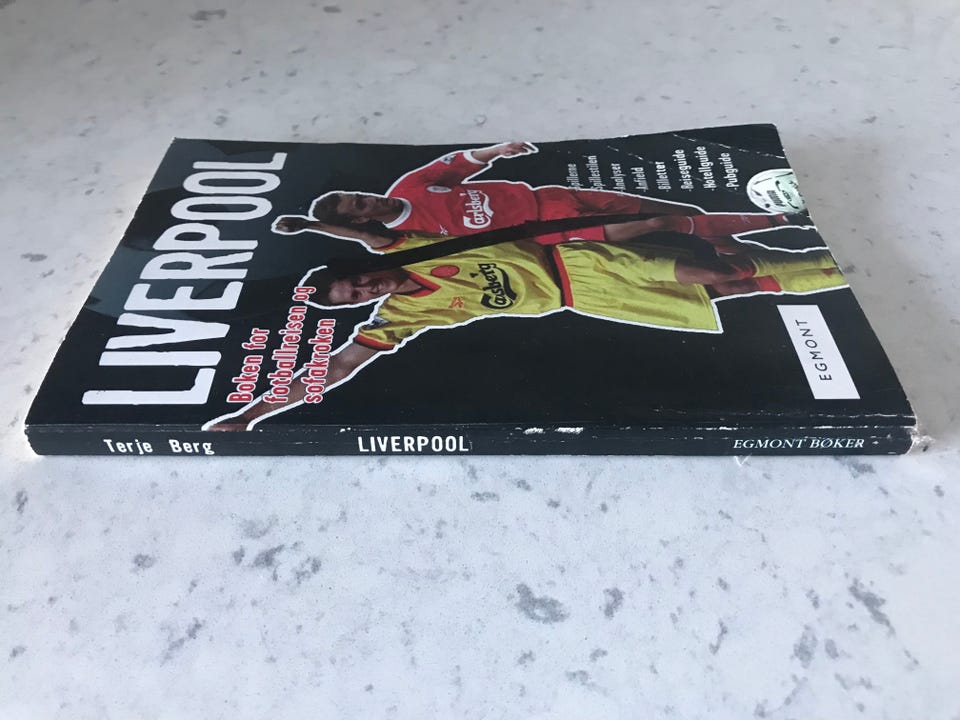 LIVERPOOL
Boken for
fotballreisen og
sofakroken
-Spillerne
-Spillestilen
-Analyser
-Anfield
-Billetter
-Reiseguide
-Hotellguide
-Pubguide
Carlsberg
Carlsberg
EGMONT
Terje Berg
LIVERPOOL
EGMONT BØKER